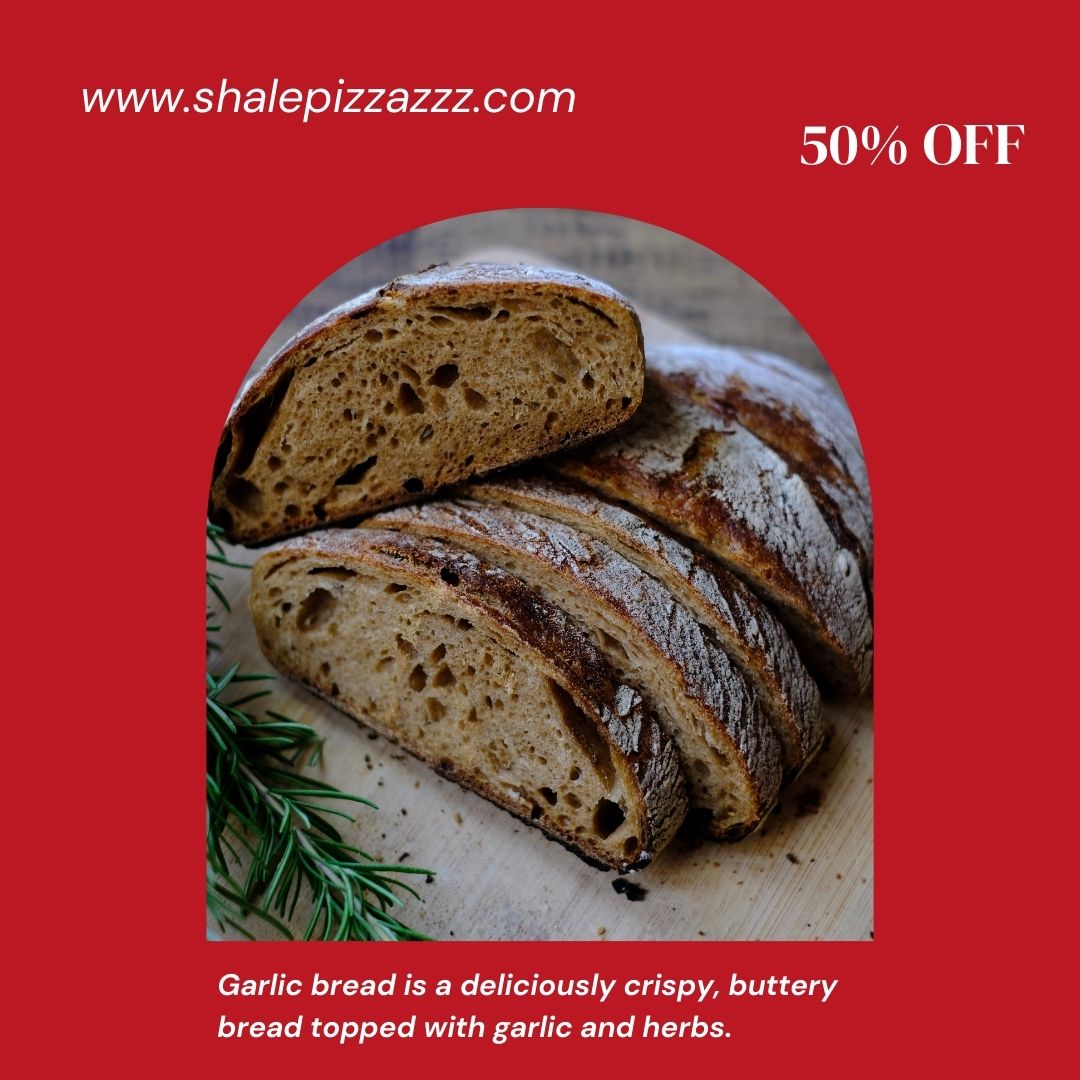 www.shalepizzazzz.com
50% OFF
Garlic bread is a deliciously crispy, buttery
bread topped with garlic and herbs.